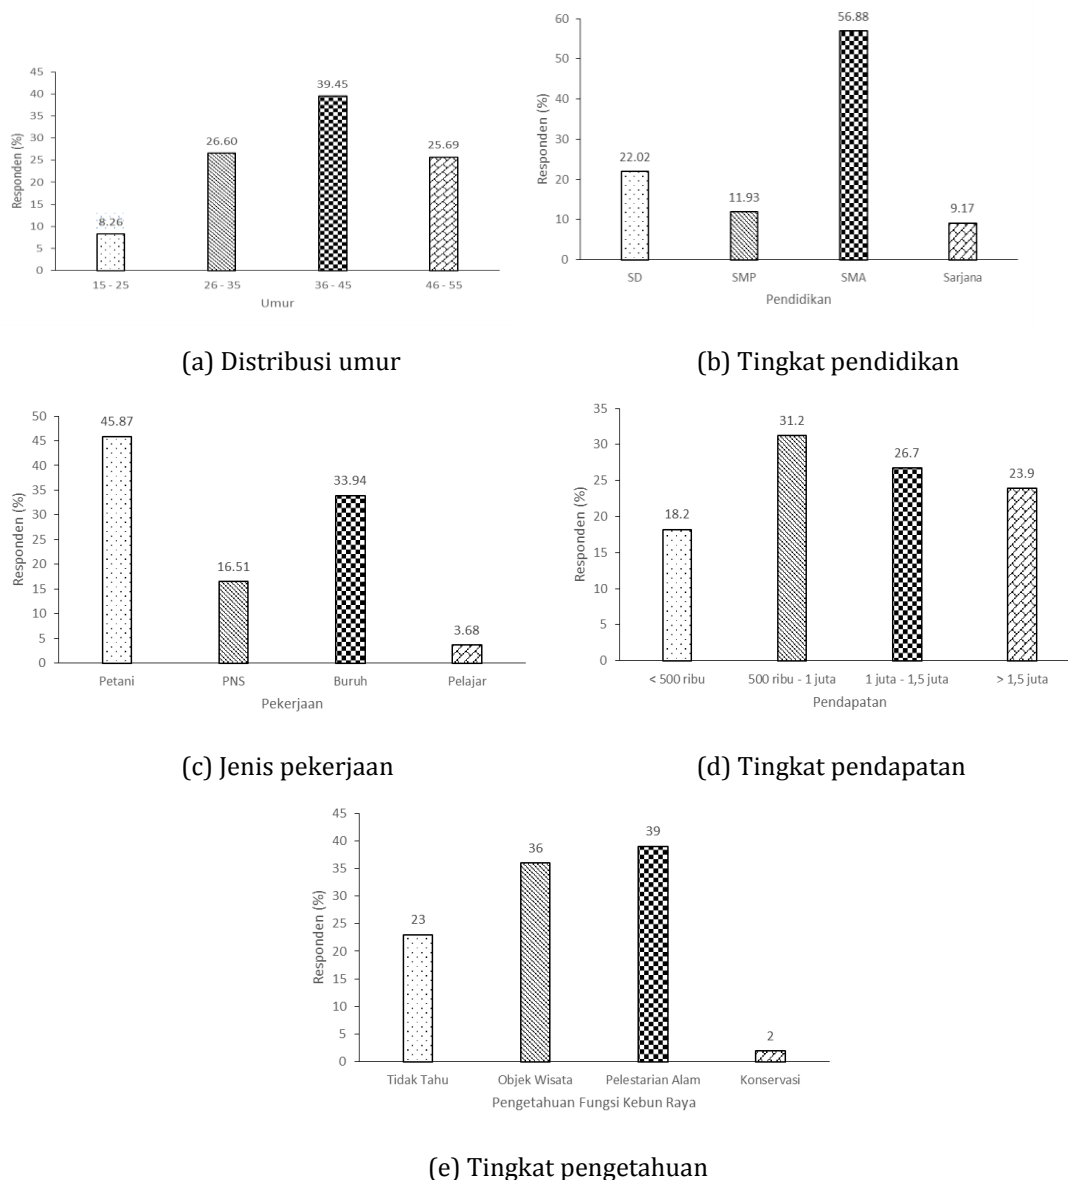 45
40
35
30
25
20
15
10
5
0
Responden (%)
8.26
26.60
39.45
25.69
15 - 25
26 - 35
36 - 45
46 - 55
Umur
(a) Distribusi umur
60
50
40
30
20
10
0
Responden (%)
22.02
11.93
56.88
9.17
SD
SMP
SMA
Sarjana
Pendidikan
(b) Tingkat pendidikan
50
45
40
35
30
25
20
15
10
5
0
Responden (%)
45.87
16.51
33.94
3.68
Petani
PNS
Buruh
Pelajar
Pekerjaan
(c) Jenis pekerjaan
35
30
25
20
15
10
5
0
Responden (%)
18.2
31.2
26.7
23.9
< 500 ribu
500 ribu - 1 juta
1 juta - 1,5 juta
> 1,5 juta
Pendapatan
(d) Tingkat pendapatan
45
40
35
30
25
20
15
10
5
0
Responden (%)
23
36
39
2
Tidak Tahu
Objek Wisata
Pelestarian Alam
Konservasi
Pengetahuan Fungsi Kebun Raya
(e) Tingkat pengetahuan